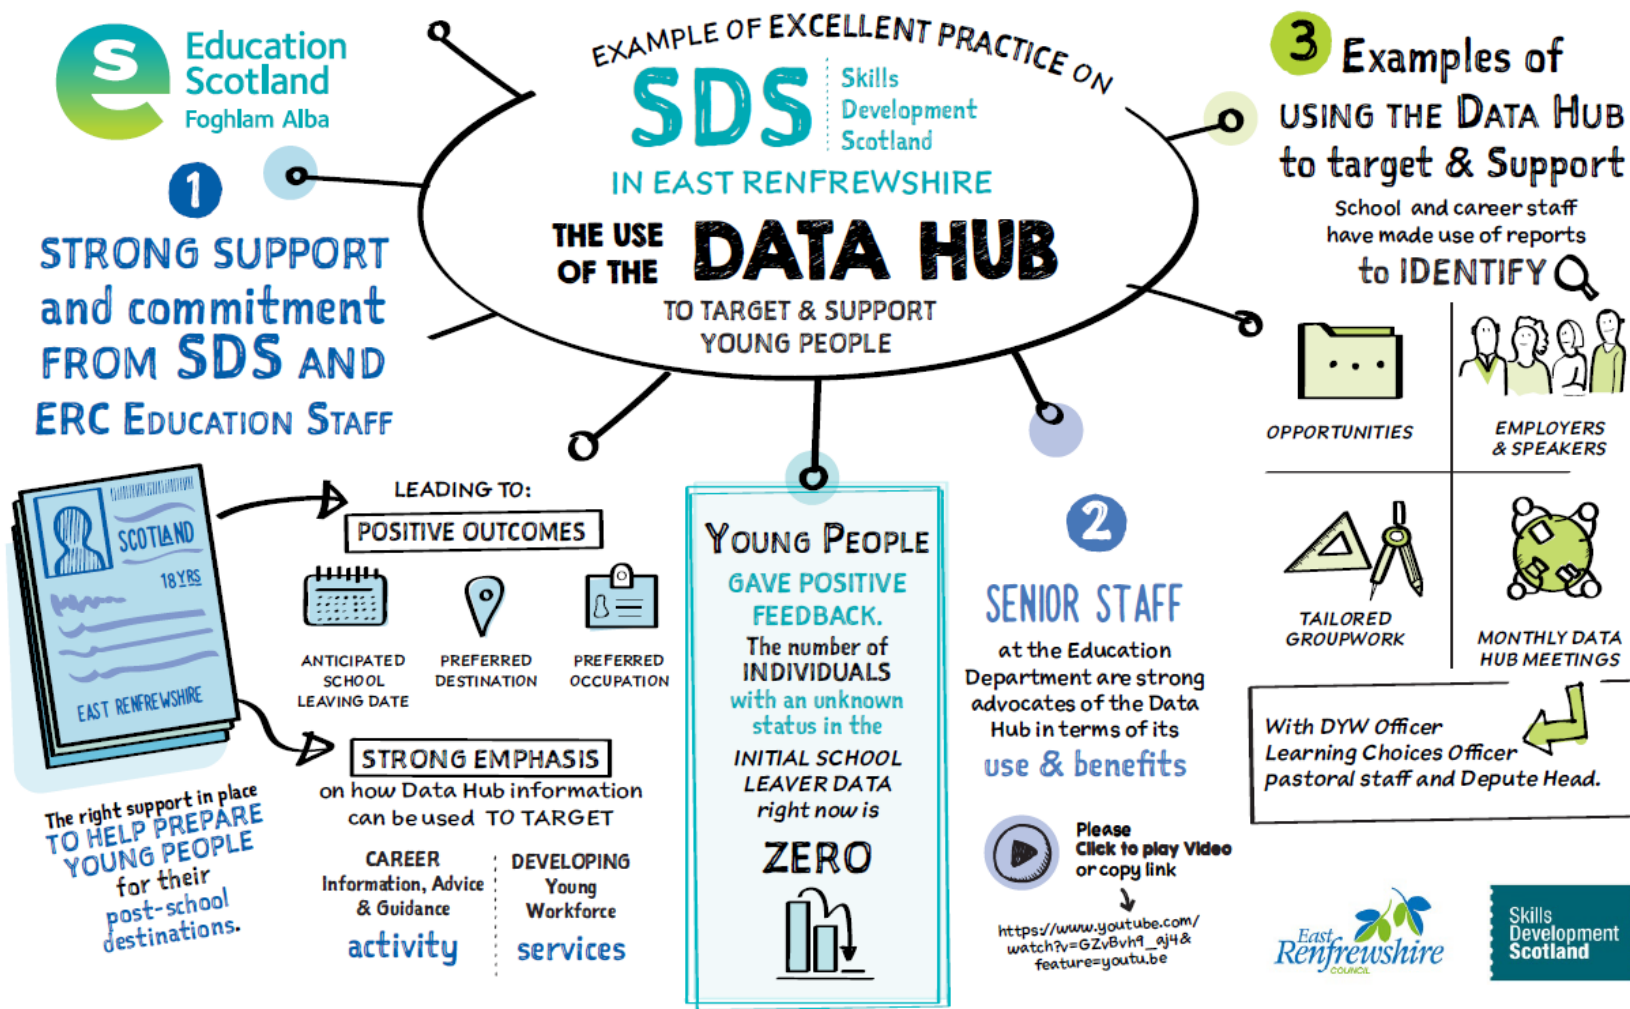 Education
Scotland
Foghlam Alba
EXAMPLE OF EXCELLENT PRACTICE ON
SDS
Skills
Development
Scotland
IN EAST RENFREWSHIRE
THE USE
OF THE
DATA HUB
TO TARGET & SUPPORT
YOUNG PEOPLE
1
STRONG SUPPORT
and commitment
FROM SDS AND
ERC EDUCATION STAFF
SCOTLAND
18 YRS
EAST RENFREWSHIRE
The right support in place
TO HELP PREPARE
YOUNG PEOPLE
for their
post-school
destinations.
LEADING TO:
POSITIVE OUTCOMES
ANTICIPATED
SCHOOL
LEAVING DATE
PREFERRED
DESTINATION
PREFERRED
OCCUPATION
STRONG EMPHASIS
on how Data Hub information
can be used TO TARGET
CAREER
Information, Advice
& Guidance
activity
DEVELOPING
Young
Workforce
services
YOUNG PEOPLE
GAVE POSITIVE
FEEDBACK.
The number of
INDIVIDUALS
with an unknown
status in the
INITIAL SCHOOL
LEAVER DATA
right now is
ZERO
2
SENIOR STAFF
at the Education
Department are strong
advocates of the Data
Hub in terms of its
use & benefits
Please
Click to play Video
or copy link
https://www.youtube.com/
watch?v=GZvBvh9_aj4&
feature=youtu.be
3
Examples of
USING THE DATA HUB
to target & Support
School and career staff
have made use of reports
to IDENTIFY
OPPORTUNITIES
EMPLOYERS
& SPEAKERS
TAILORED
GROUPWORK
MONTHLY DATA
HUB MEETINGS
With DYW Officer
Learning Choices Officer
pastoral staff and Depute Head.
East
Renfrewshire
COUNCIL
Skills
Development
Scotland